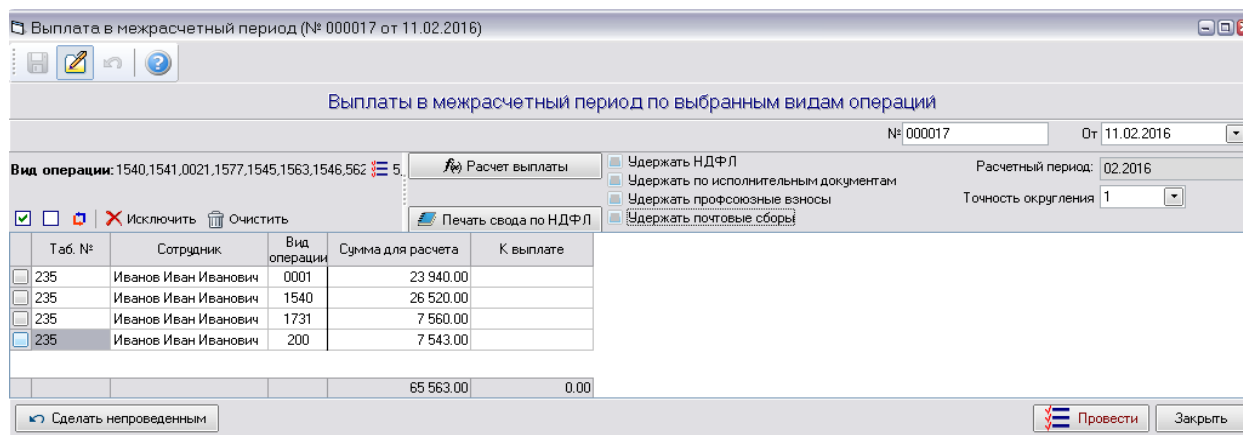 Выплата в межрасчетный период (№ 000017 от 11.02.2016)
Выплаты в межрасчетный период по выбранным видам операций
№ 000017 От 11.02.2016
Вид операции: 1540,1541,0021,1577,1545,1563,1546,562 5, f(x) Расчет выплаты Удержать НДФЛ Расчетный период: 02.2016
Удержать по исполнительным документам
Удержать профсоюзные взносы Точность округления 1
Исключить Очистить Печать свода по НДФЛ Удержать почтовые сборы
Таб. № Сотрудник Вид операции Сумма для расчета К выплате
235 Иванов Иван Иванович 0001 23 940.00
235 Иванов Иван Иванович 1540 26 520.00
235 Иванов Иван Иванович 1731 7 560.00
235 Иванов Иван Иванович 200 7 543.00
65 563.00 0.00
Сделать непроведенным Провести Закрыть